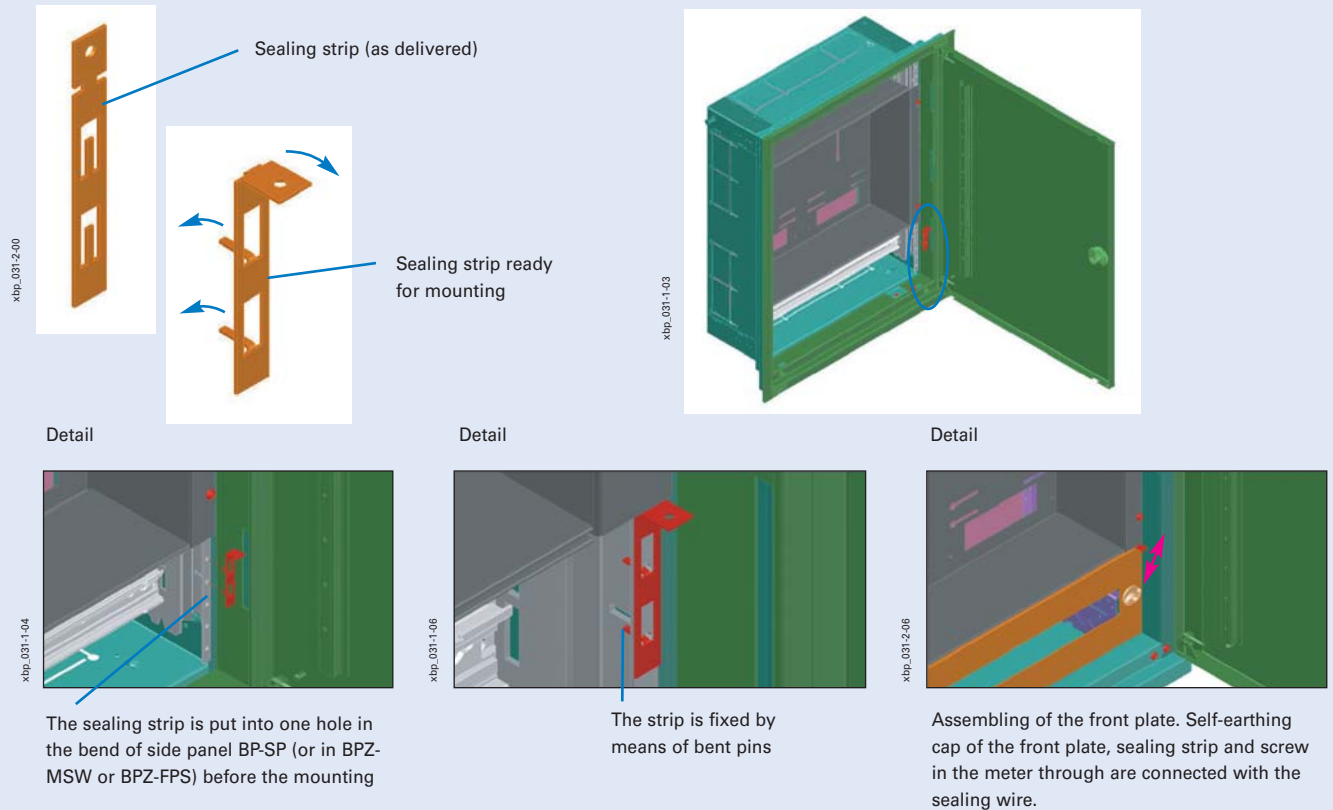 Sealing strip (as delivered)
xbp_031-2-00
Sealing strip ready
for mounting
xbp_031-1-03
Detail
Detail
Detail
xbp_031-1-04
The sealing strip is put into one hole in
the bend of side panel BP-SP (or in BPZ-
MSW or BPZ-FPS) before the mounting
xbp_031-1-06
The strip is fixed by
means of bent pins
xbp_031-2-06
Assembling of the front plate. Self-earthing
cap of the front plate, sealing strip and screw
in the meter through are connected with the
sealing wire.